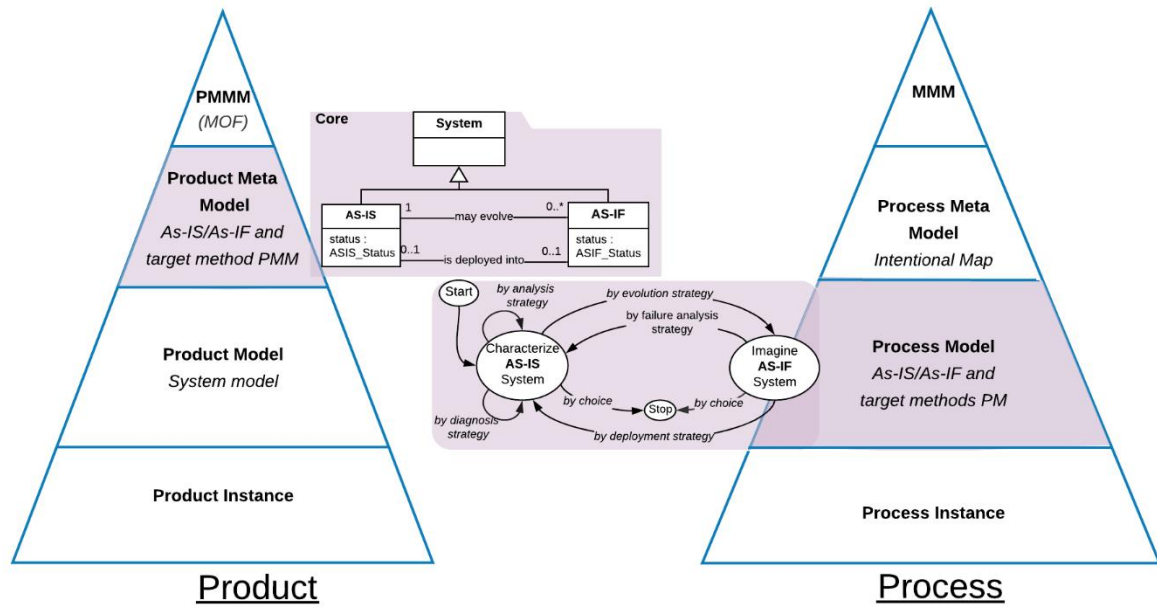 PMMM
(MOF)
Product Meta
Model
As-IS/As-IF and
target method PMM
Product Model
System model
Product Instance
Product
Core
System
AS-IS
status :
ASIS_Status
1
may evolve
0..*
0..1
is deployed into
0..1
AS-IF
status :
ASIF_Status
Start
by analysis
strategy
by evolution strategy
by failure analysis
strategy
Characterize
AS-IS
System
Imagine
AS-IF
System
by choice
Stop
by choice
by diagnosis
strategy
by deployment strategy
MMM
Process Meta
Model
Intentional Map
Process Model
As-IS/As-IF and
target methods PM
Process Instance
Process